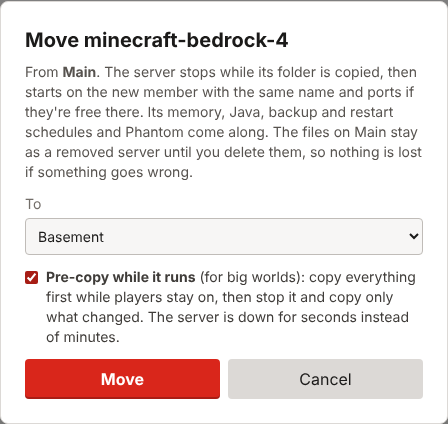 Move minecraft-bedrock-4
From Main. The server stops while its folder is copied, then
starts on the new member with the same name and ports if
they're free there. Its memory, Java, backup and restart
schedules and Phantom come along. The files on Main stay
as a removed server until you delete them, so nothing is lost
if something goes wrong.
To
Basement
Pre-copy while it runs (for big worlds): copy everything
first while players stay on, then stop it and copy only
what changed. The server is down for seconds instead
of minutes.
Move
Cancel